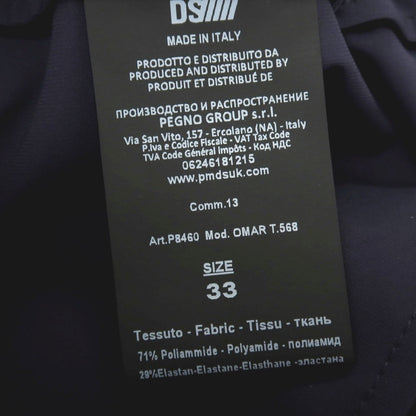 DS
MADE IN ITALY
PRODOTTO E DISTRIBUITO DA
PRODUCED AND DISTRIBUTED BY
PRODUIT ET DISTRIBUÉ DE
ПРОИЗВОДСТВО И РАСПРОСТРАНЕНИЕ
PEGNO GROUP s.r.l.
Via San Vito, 157 - Ercolano (NA) - Italy
P.Iva e Codice Fiscale - VAT Tax Code
TVA Code Général Impôts - Код НДС
06246181215
www.pmdsuk.com
Comm.13
Art.P8460 Mod. OMAR T.568
SIZE
33
Tessuto - Fabric - Tissu - ткань
71% Poliammide - Polyamide - полиамид
29%Elastan-Elastane-Elasthane-эластана